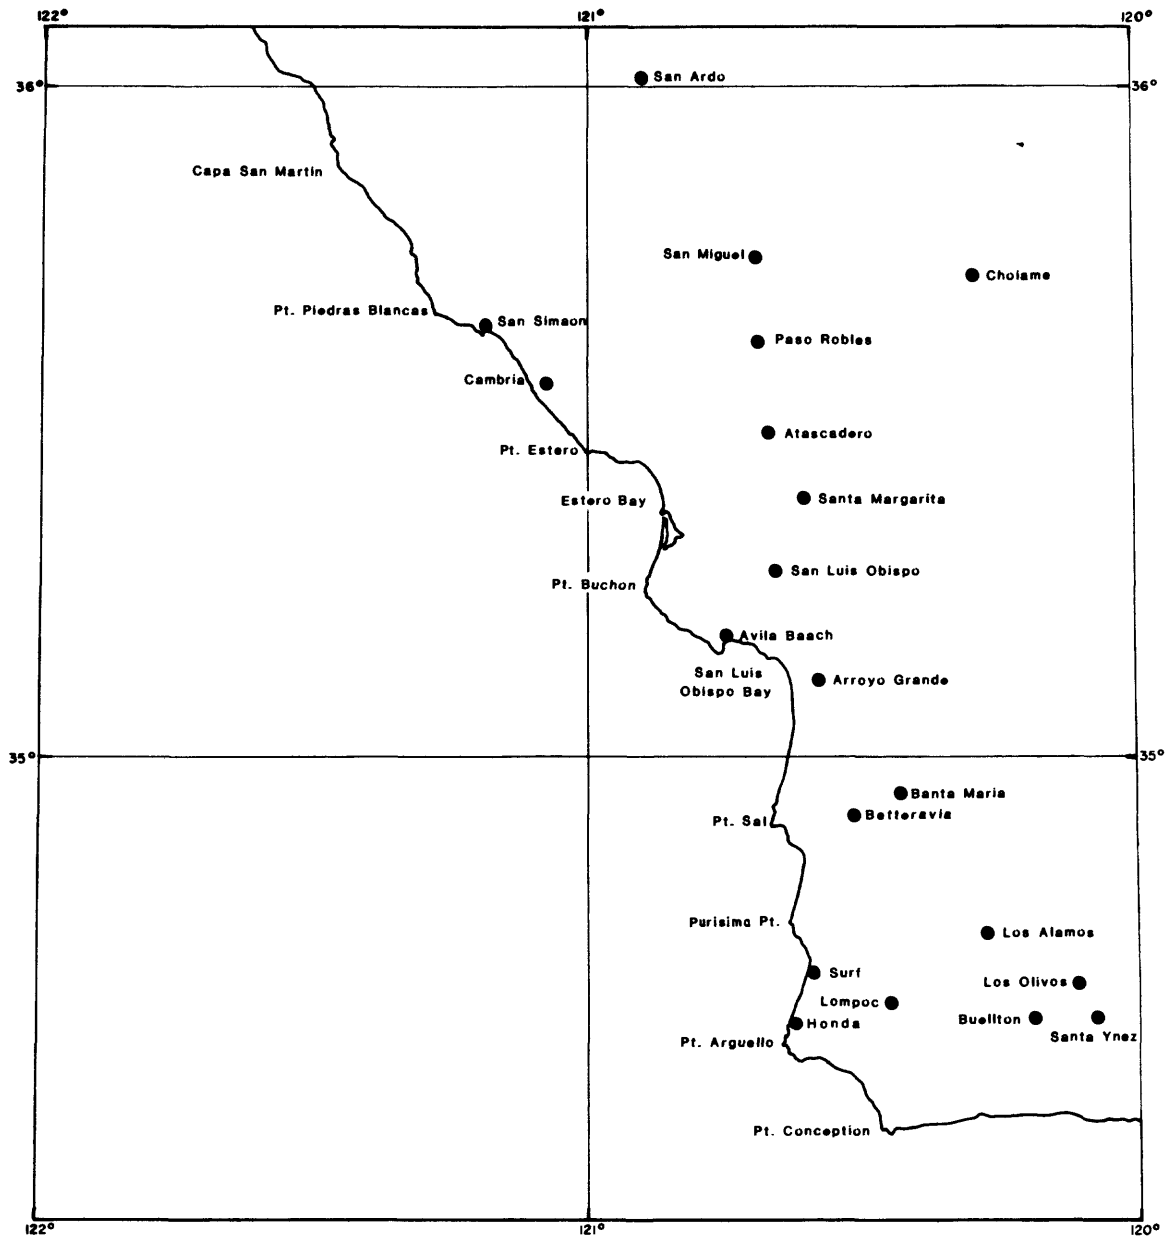 122°
121°
120°
San Ardo
36°
36°
Capa San Martin
San Miguel
Cholame
Pt. Piedras Blancas
San Simaon
Paso Robles
Cambria
Atascadero
Pt. Estero
Estero Bay
Santa Margarita
San Luis Obispo
Pt. Buchon
Avila Baach
San Luis
Obispo Bay
Arroyo Grande
35°
35°
Banta Maria
Betteravia
Pt. Sal
Purisima Pt.
Los Alamos
Surf
Los Olivos
Lompoc
Honda
Buellton
Santa Ynez
Pt. Arguello
Pt. Conception
122°
121°
120°